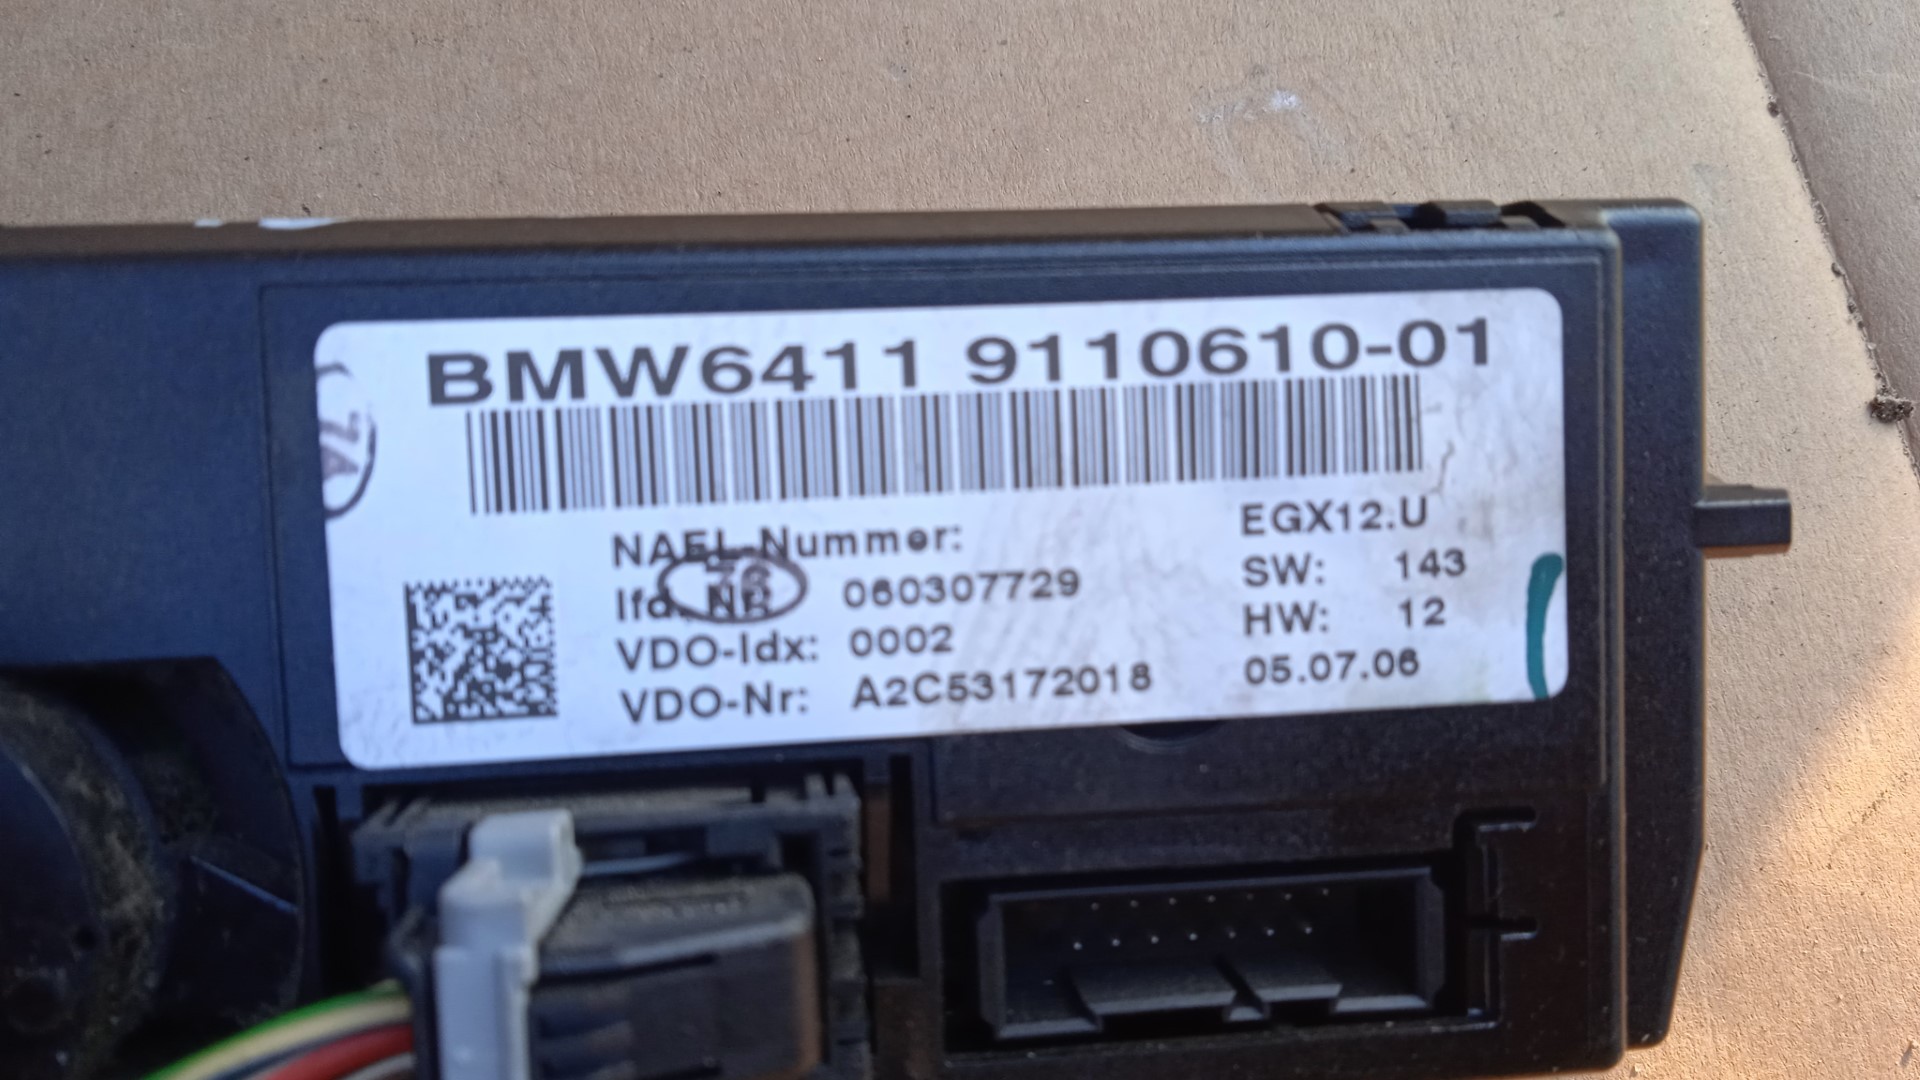 BMW6411 9110610-01
7A
NAEL-Nummer:
lfd. Nr: 060307729
VDO-Idx: 0002
VDO-Nr: A2C53172018
EGX12.U
SW: 143
HW: 12
05.07.06